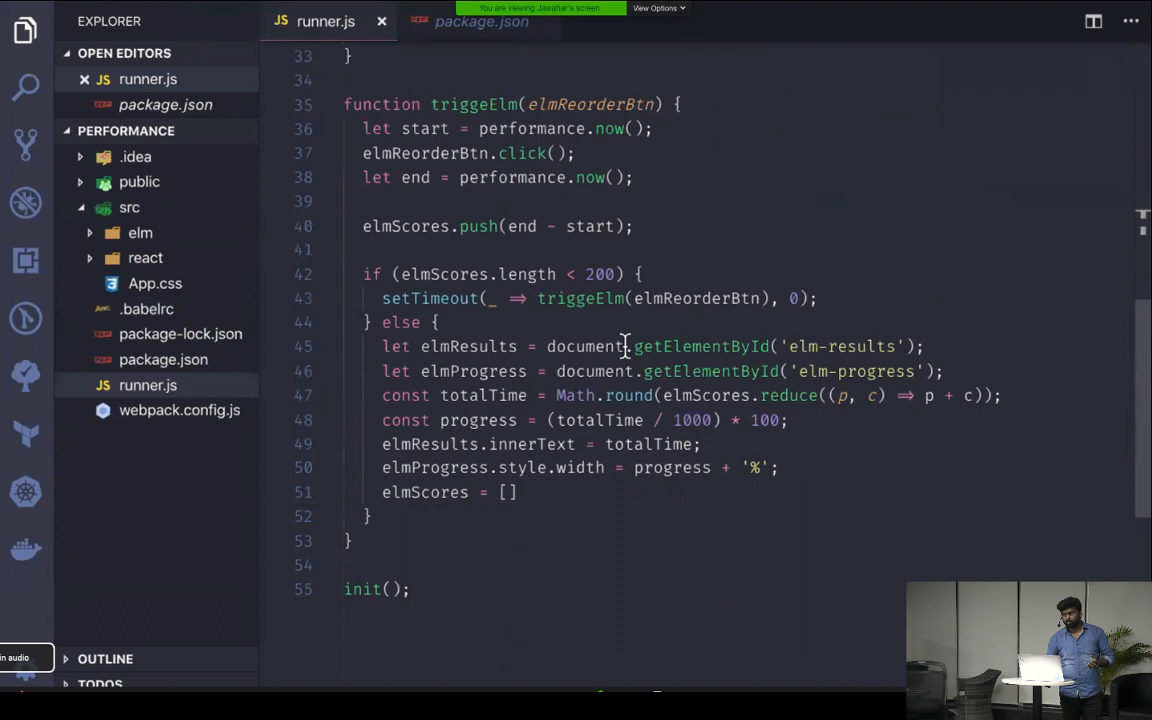 You are viewing Jawahar's screen
View Options
EXPLORER
JS runner.js
package.json
OPEN EDITORS
JS runner.js
package.json
PERFORMANCE
.idea
public
src
elm
react
App.css
.babelrc
package-lock.json
package.json
JS runner.js
webpack.config.js
OUTLINE
TODOS
in audio
33 }
34
35 function triggeElm(elmReorderBtn) {
36 let start = performance.now();
37 elmReorderBtn.click();
38 let end = performance.now();
39
40 elmScores.push(end - start);
41
42 if (elmScores.length < 200) {
43 setTimeout(_ => triggeElm(elmReorderBtn), 0);
44 } else {
45 let elmResults = document.getElementById('elm-results');
46 let elmProgress = document.getElementById('elm-progress');
47 const totalTime = Math.round(elmScores.reduce((p, c) => p + c));
48 const progress = (totalTime / 1000) * 100;
49 elmResults.innerText = totalTime;
50 elmProgress.style.width = progress + '%';
51 elmScores = []
52 }
53 }
54
55 init();